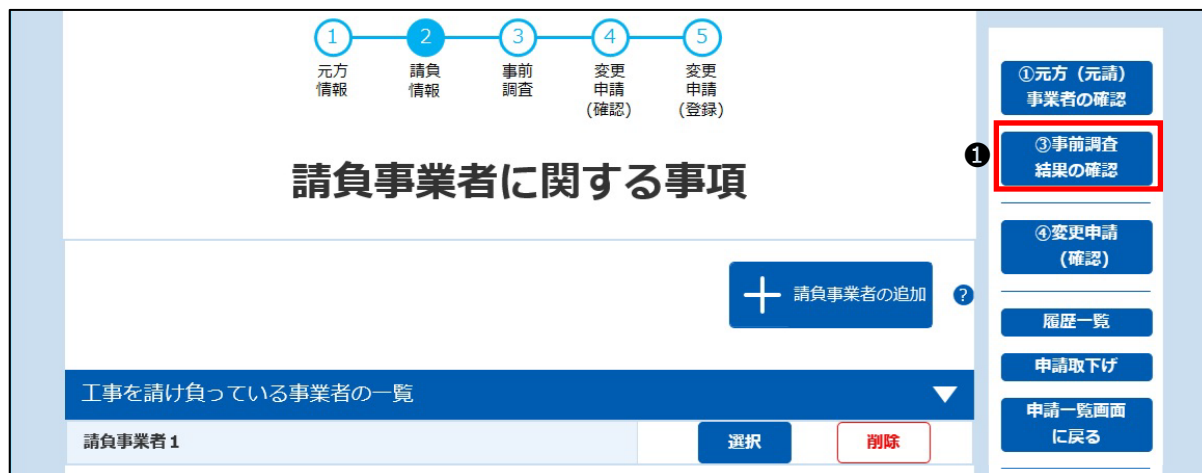 1 2 3 4 5
元方 請負 事前 変更 変更
情報 情報 調査 申請 申請
(確認) (登録)
請負事業者に関する事項
請負事業者の追加 ?
工事を請け負っている事業者の一覧 ▼
請負事業者1 選択 削除
①元方（元請）
事業者の確認
❶
③事前調査
結果の確認
④変更申請
(確認)
履歴一覧
申請取下げ
申請一覧画面
に戻る